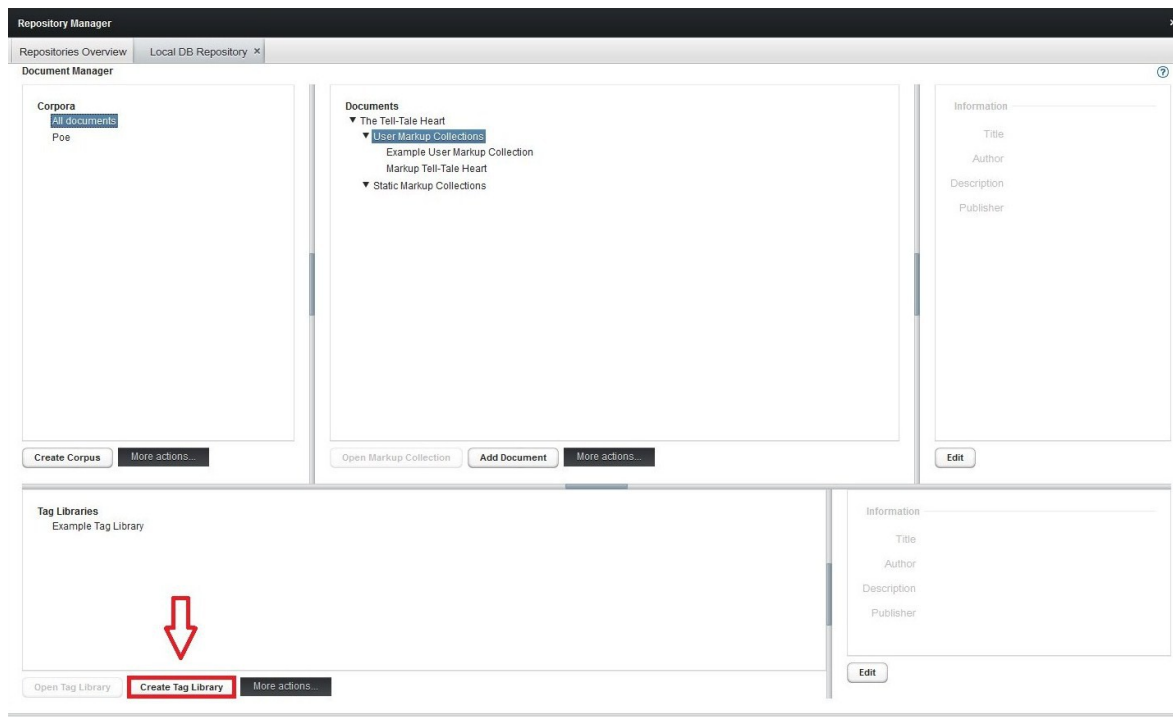 Repository Manager
Repositories Overview
Local DB Repository ×
Document Manager
Corpora
All documents
Poe
Create Corpus
More actions...
Documents
▼ The Tell-Tale Heart
▼ User Markup Collections
Example User Markup Collection
Markup Tell-Tale Heart
▼ Static Markup Collections
Open Markup Collection
Add Document
More actions...
?
Information
Title
Author
Description
Publisher
Edit
Tag Libraries
Example Tag Library
Open Tag Library
Create Tag Library
More actions...
Information
Title
Author
Description
Publisher
Edit